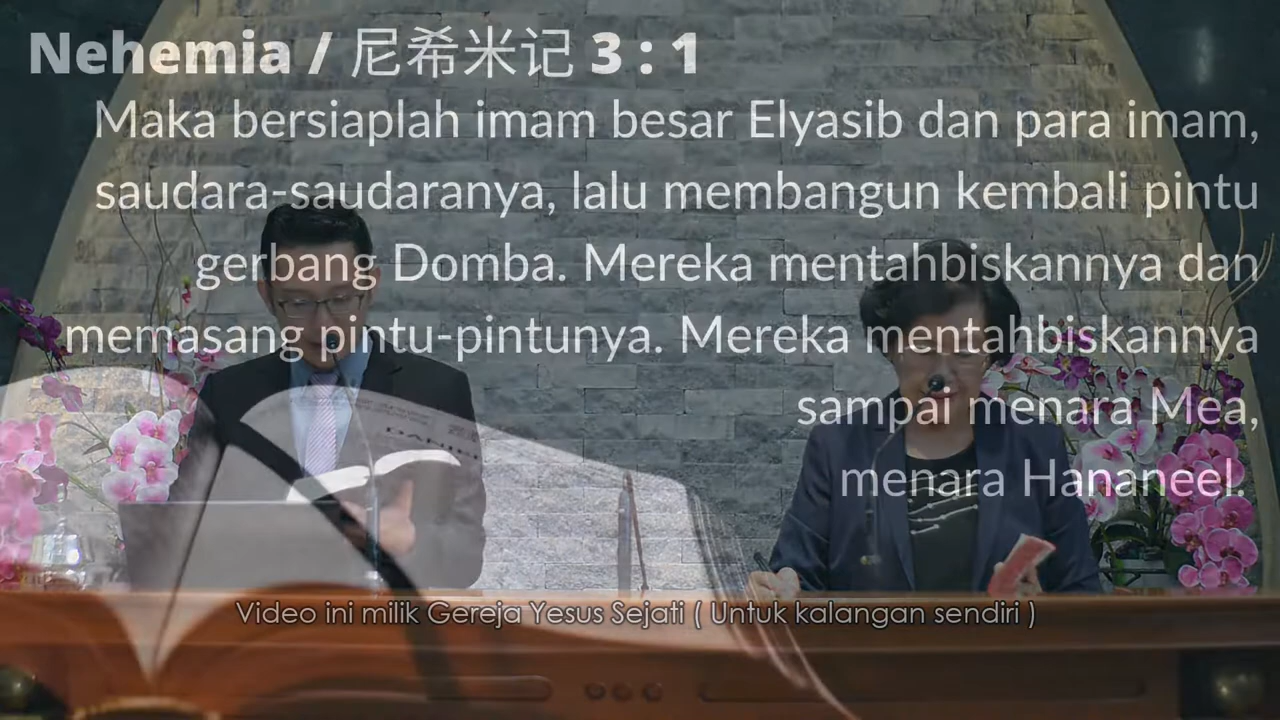 Nehemia / 尼希米记 3 : 1
Maka bersiaplah imam besar Elyasib dan para imam,
saudara-saudaranya, lalu membangun kembali pintu
gerbang Domba. Mereka mentahbiskannya dan
memasang pintu-pintunya. Mereka mentahbiskannya
sampai menara Mea,
menara Hananeel.
DANIEL
Video ini milik Gereja Yesus Sejati ( Untuk kalangan sendiri )